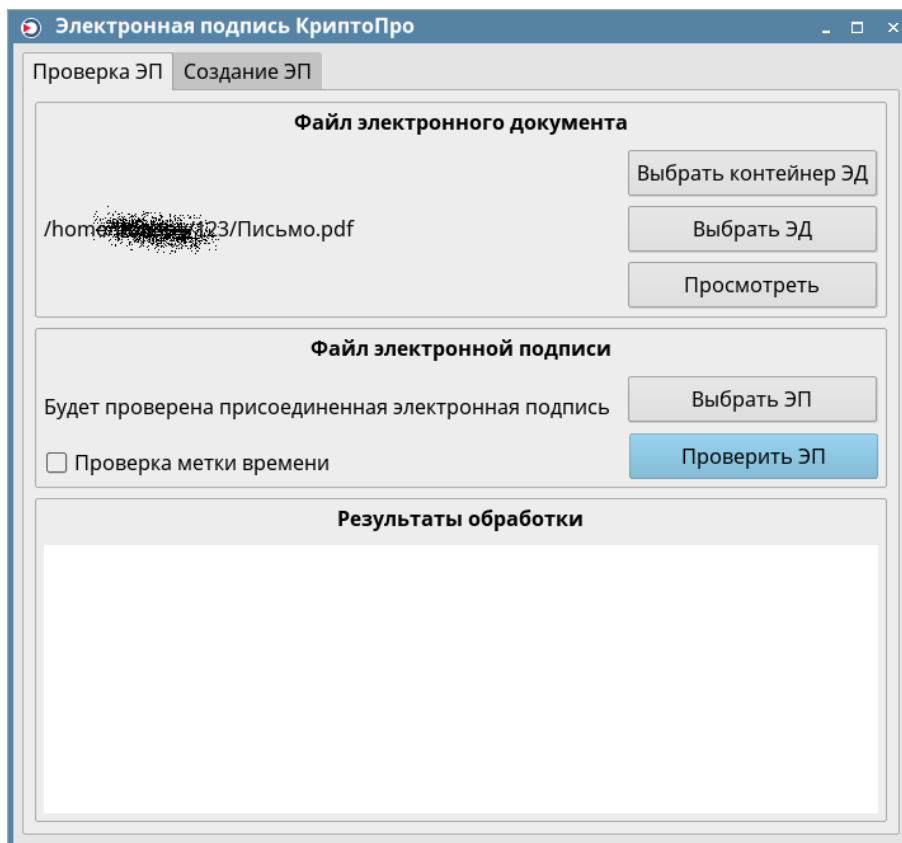 Электронная подпись КриптоПро
Проверка ЭП Создание ЭП
Файл электронного документа
Выбрать контейнер ЭД
/home 123/Письмо.pdf
Выбрать ЭД
Просмотреть
Файл электронной подписи
Будет проверена присоединенная электронная подпись
Выбрать ЭП
Проверка метки времени
Проверить ЭП
Результаты обработки